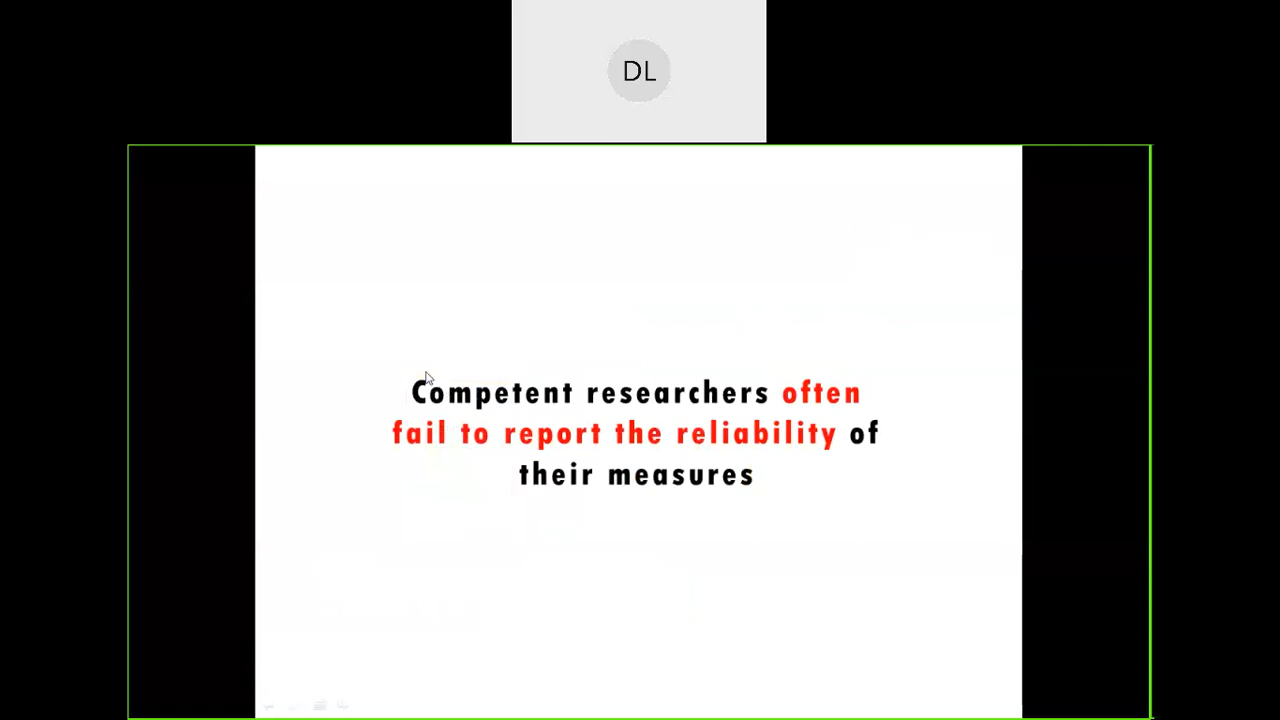 DL
Competent researchers often
fail to report the reliability of
their measures